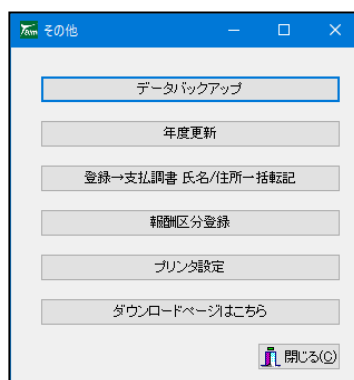 Team その他
データバックアップ
年度更新
登録→支払調書 氏名/住所一括転記
報酬区分登録
プリンタ設定
ダウンロードページはこちら
閉じる(C)